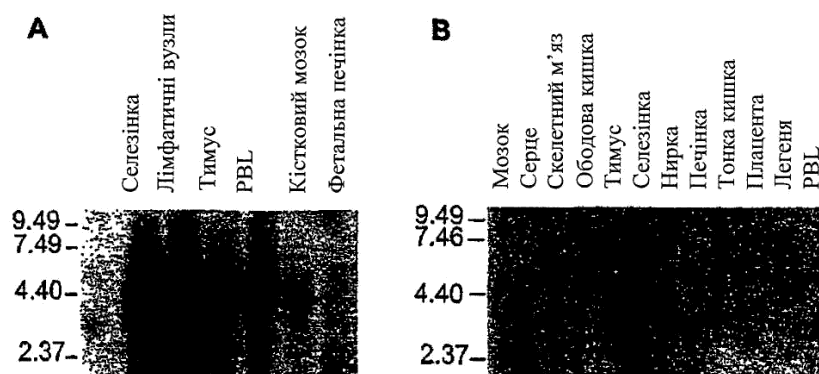 A
Селезінка
Лімфатичні вузли
Тимус
PBL
Кістковий мозок
Фетальна печінка
9.49
7.49
4.40
2.37
B
Мозок
Серце
Скелетний м’яз
Ободова кишка
Тимус
Селезінка
Нирка
Печінка
Тонка кишка
Плацента
Легеня
PBL
9.49
7.46
4.40
2.37